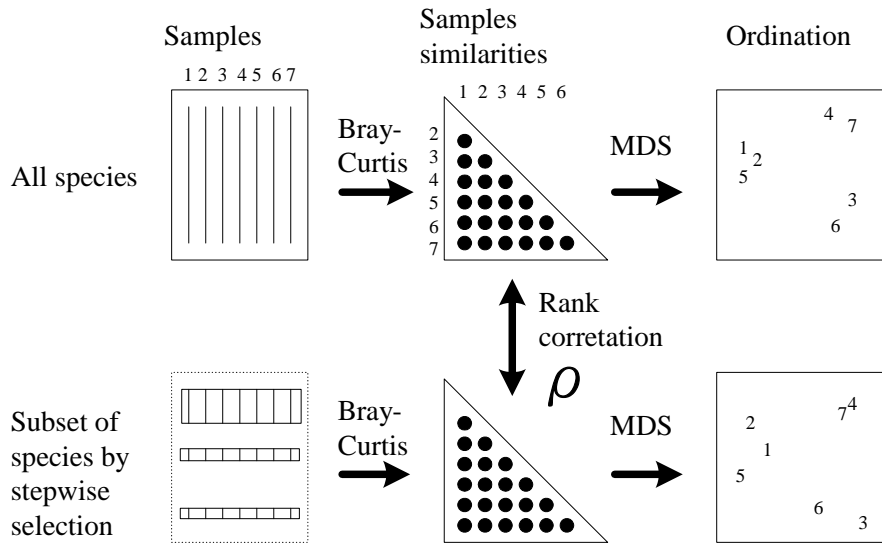 Samples
Samples
similarities
Ordination
1 2 3 4 5 6 7
1 2 3 4 5 6
All species
Bray-
Curtis
2
3
4
5
6
7
MDS
4
7
1
2
5
3
6
Rank
corretation
ρ
Subset of
species by
stepwise
selection
Bray-
Curtis
MDS
7 4
2
1
5
6
3